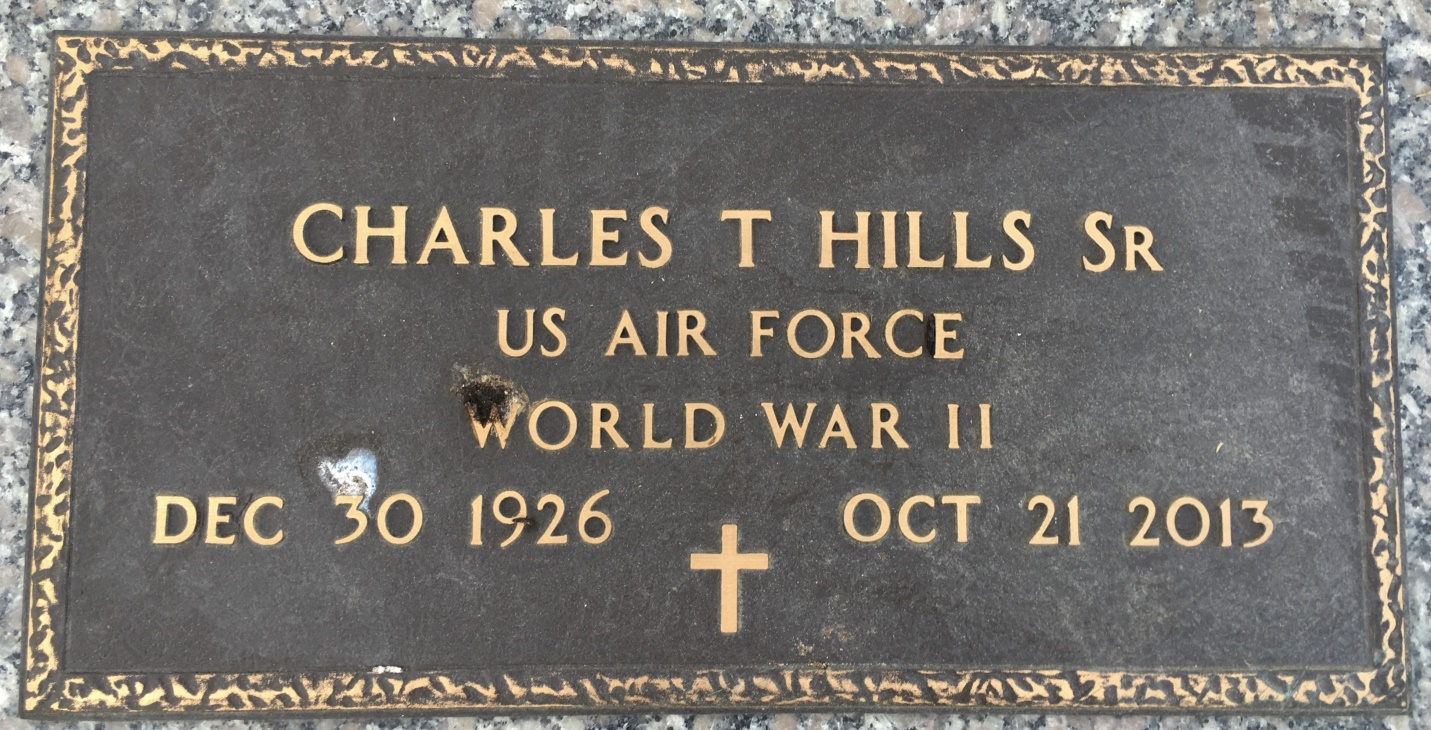 CHARLES T HILLS SR
US AIR FORCE
WORLD WAR II
DEC 30 1926 OCT 21 2013